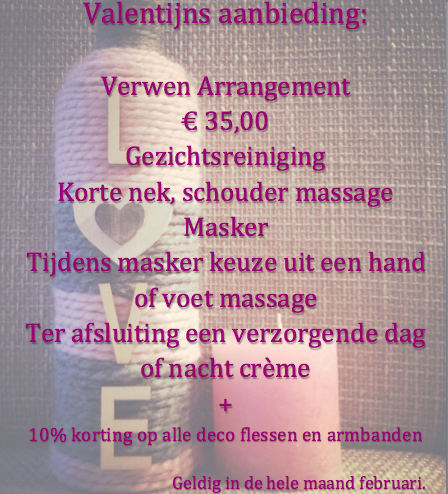 Valentijns aanbieding:
Verwen Arrangement
€ 35,00
Gezichtsreiniging
Korte nek, schouder massage
Masker
Tijdens masker keuze uit een hand
of voet massage
Ter afsluiting een verzorgende dag
of nacht crème
+
10% korting op alle deco flessen en armbanden
Geldig in de hele maand februari.
L
O
V
E